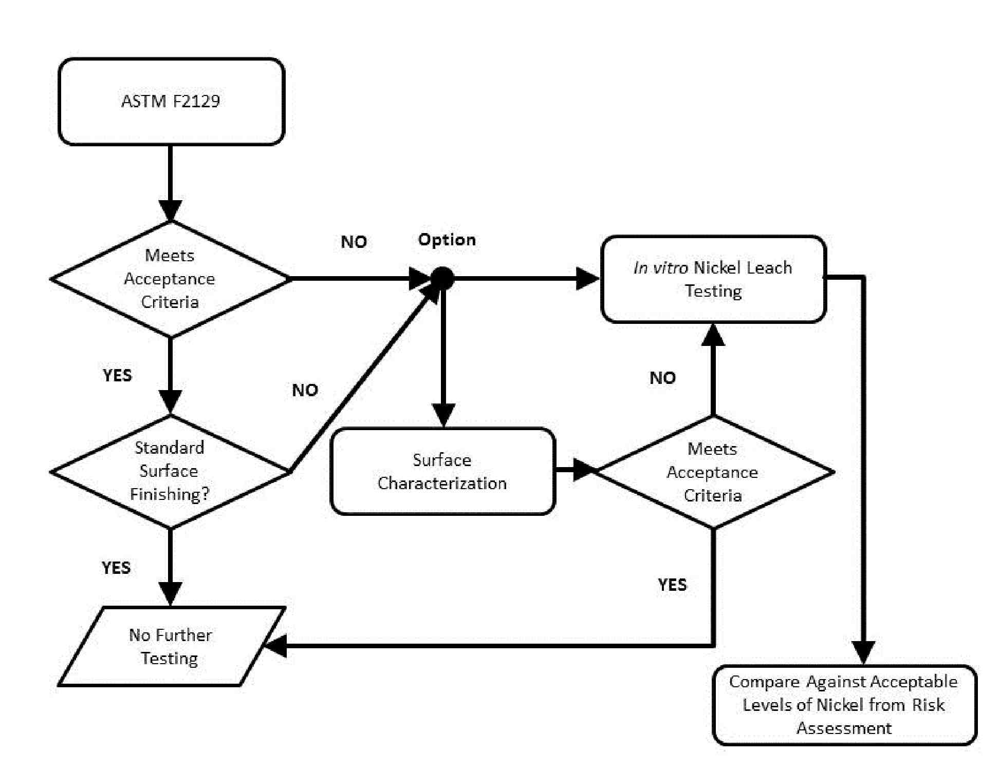 ASTM F2129
Meets
Acceptance
Criteria
NO
Option
In vitro Nickel Leach
Testing
YES
NO
NO
Standard
Surface
Finishing?
Surface
Characterization
Meets
Acceptance
Criteria
YES
YES
No Further
Testing
Compare Against Acceptable
Levels of Nickel from Risk
Assessment